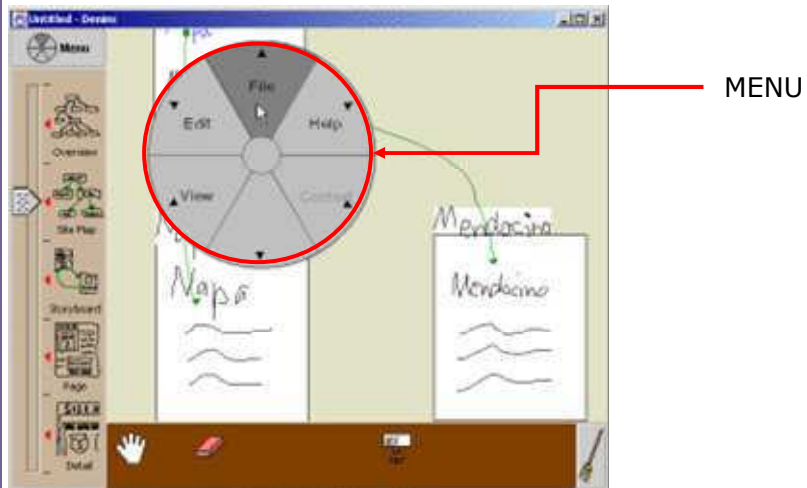 Untitled - Denim
Menu
File
Edit
Help
View
Context
MENU
Overview
Site Map
Storyboard
Page
Detail
Mendocino
Napa
Mendocino